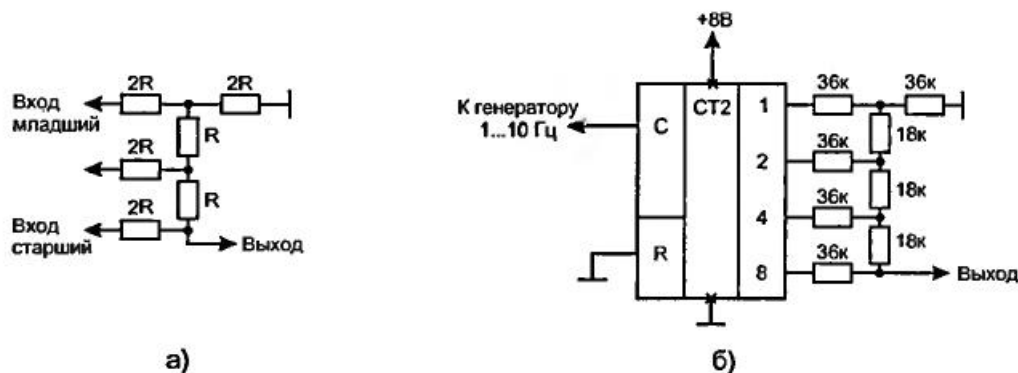 2R
2R
Вход
младший
R
2R
R
2R
Вход
старший
Выход
а)
+8В
К генератору
1...10 Гц
C
CT2
R
1
2
4
8
36к
36к
18к
36к
18к
36к
18к
36к
Выход
б)